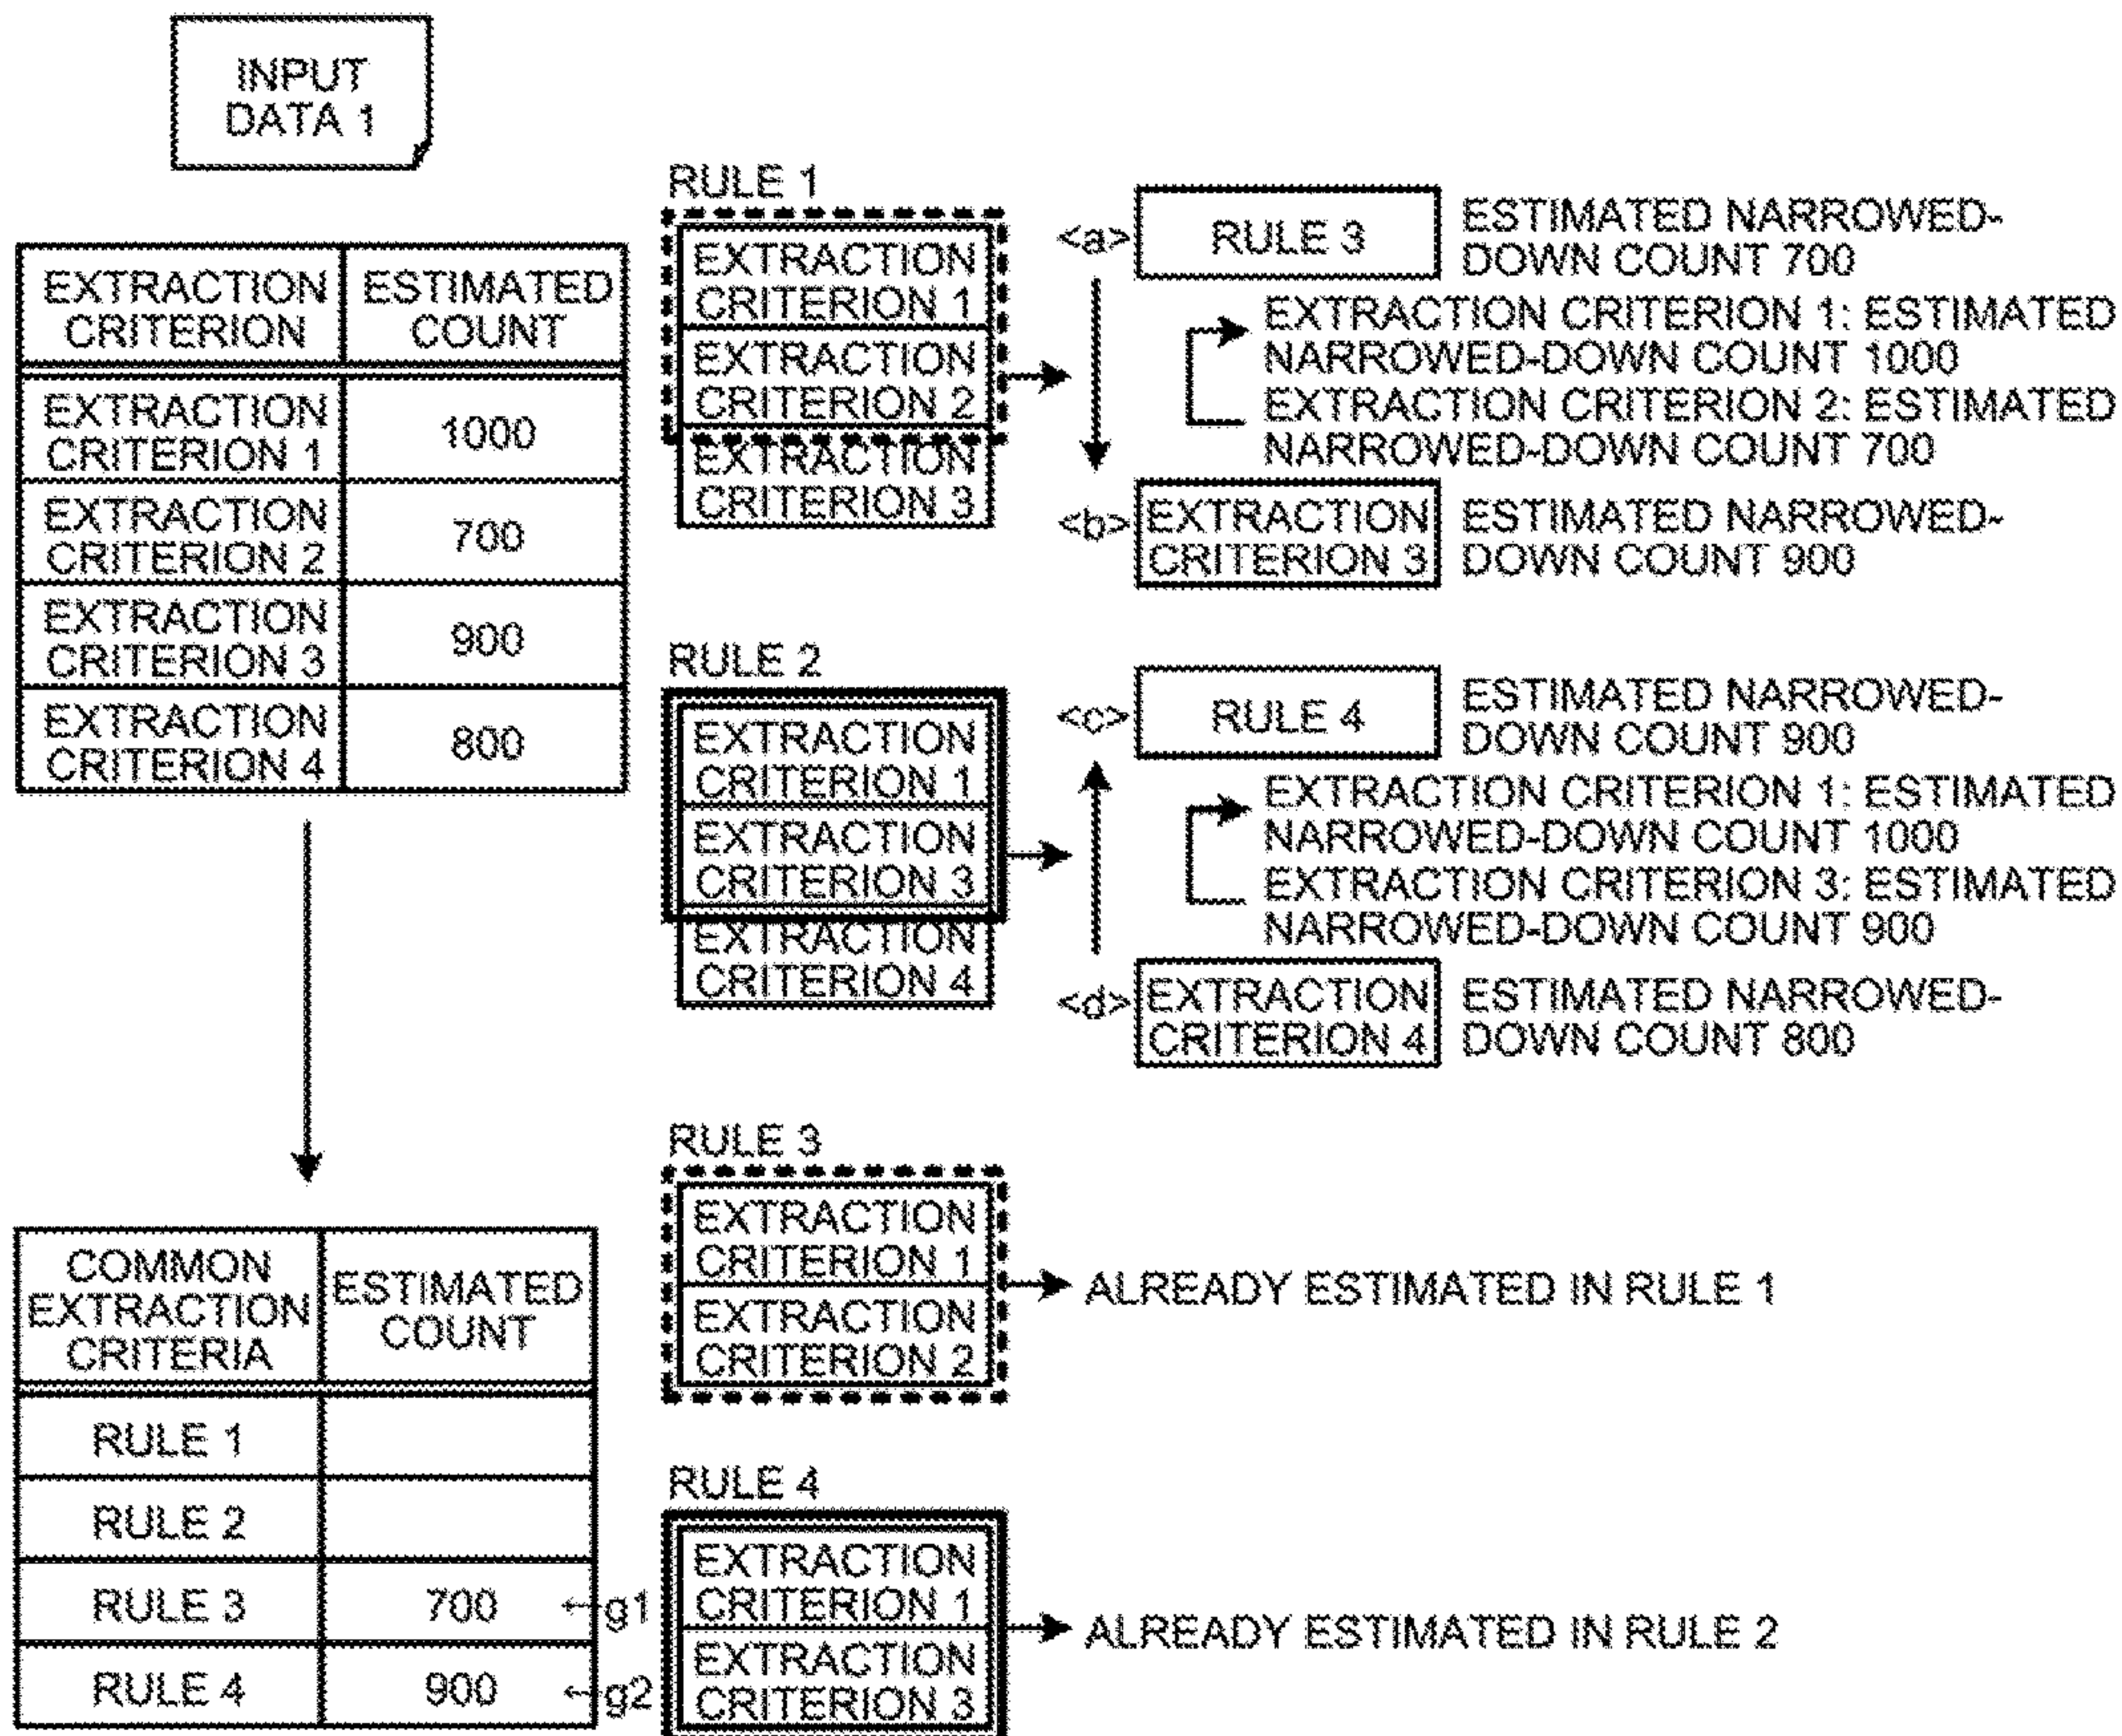 INPUT
DATA 1
EXTRACTION
CRITERION
ESTIMATED
COUNT
EXTRACTION
CRITERION 1
1000
EXTRACTION
CRITERION 2
700
EXTRACTION
CRITERION 3
900
EXTRACTION
CRITERION 4
800
COMMON
EXTRACTION
CRITERIA
ESTIMATED
COUNT
RULE 1
RULE 2
RULE 3
700
←g1
RULE 4
900
←g2
RULE 1
EXTRACTION
CRITERION 1
EXTRACTION
CRITERION 2
EXTRACTION
CRITERION 3
<a>
RULE 3
ESTIMATED NARROWED-
DOWN COUNT 700
EXTRACTION CRITERION 1: ESTIMATED
NARROWED-DOWN COUNT 1000
EXTRACTION CRITERION 2: ESTIMATED
NARROWED-DOWN COUNT 700
<b>
EXTRACTION
CRITERION 3
ESTIMATED NARROWED-
DOWN COUNT 900
RULE 2
EXTRACTION
CRITERION 1
EXTRACTION
CRITERION 3
EXTRACTION
CRITERION 4
<c>
RULE 4
ESTIMATED NARROWED-
DOWN COUNT 900
EXTRACTION CRITERION 1: ESTIMATED
NARROWED-DOWN COUNT 1000
EXTRACTION CRITERION 3: ESTIMATED
NARROWED-DOWN COUNT 900
<d>
EXTRACTION
CRITERION 4
ESTIMATED NARROWED-
DOWN COUNT 800
RULE 3
EXTRACTION
CRITERION 1
EXTRACTION
CRITERION 2
ALREADY ESTIMATED IN RULE 1
RULE 4
EXTRACTION
CRITERION 1
EXTRACTION
CRITERION 3
ALREADY ESTIMATED IN RULE 2